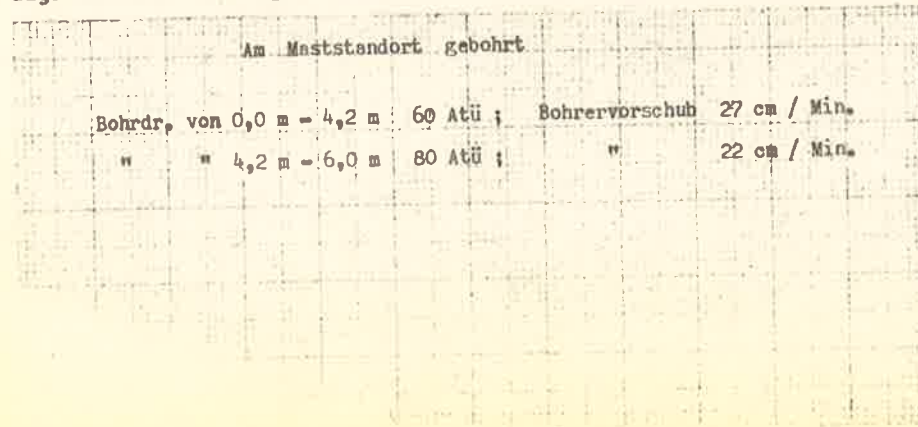 Am Maststandort gebohrt
Bohrdr. von 0,0 m - 4,2 m : 60 Atü ; Bohrervorschub 27 cm / Min.
" " 4,2 m - 6,0 m 80 Atü ; " 22 cm / Min.